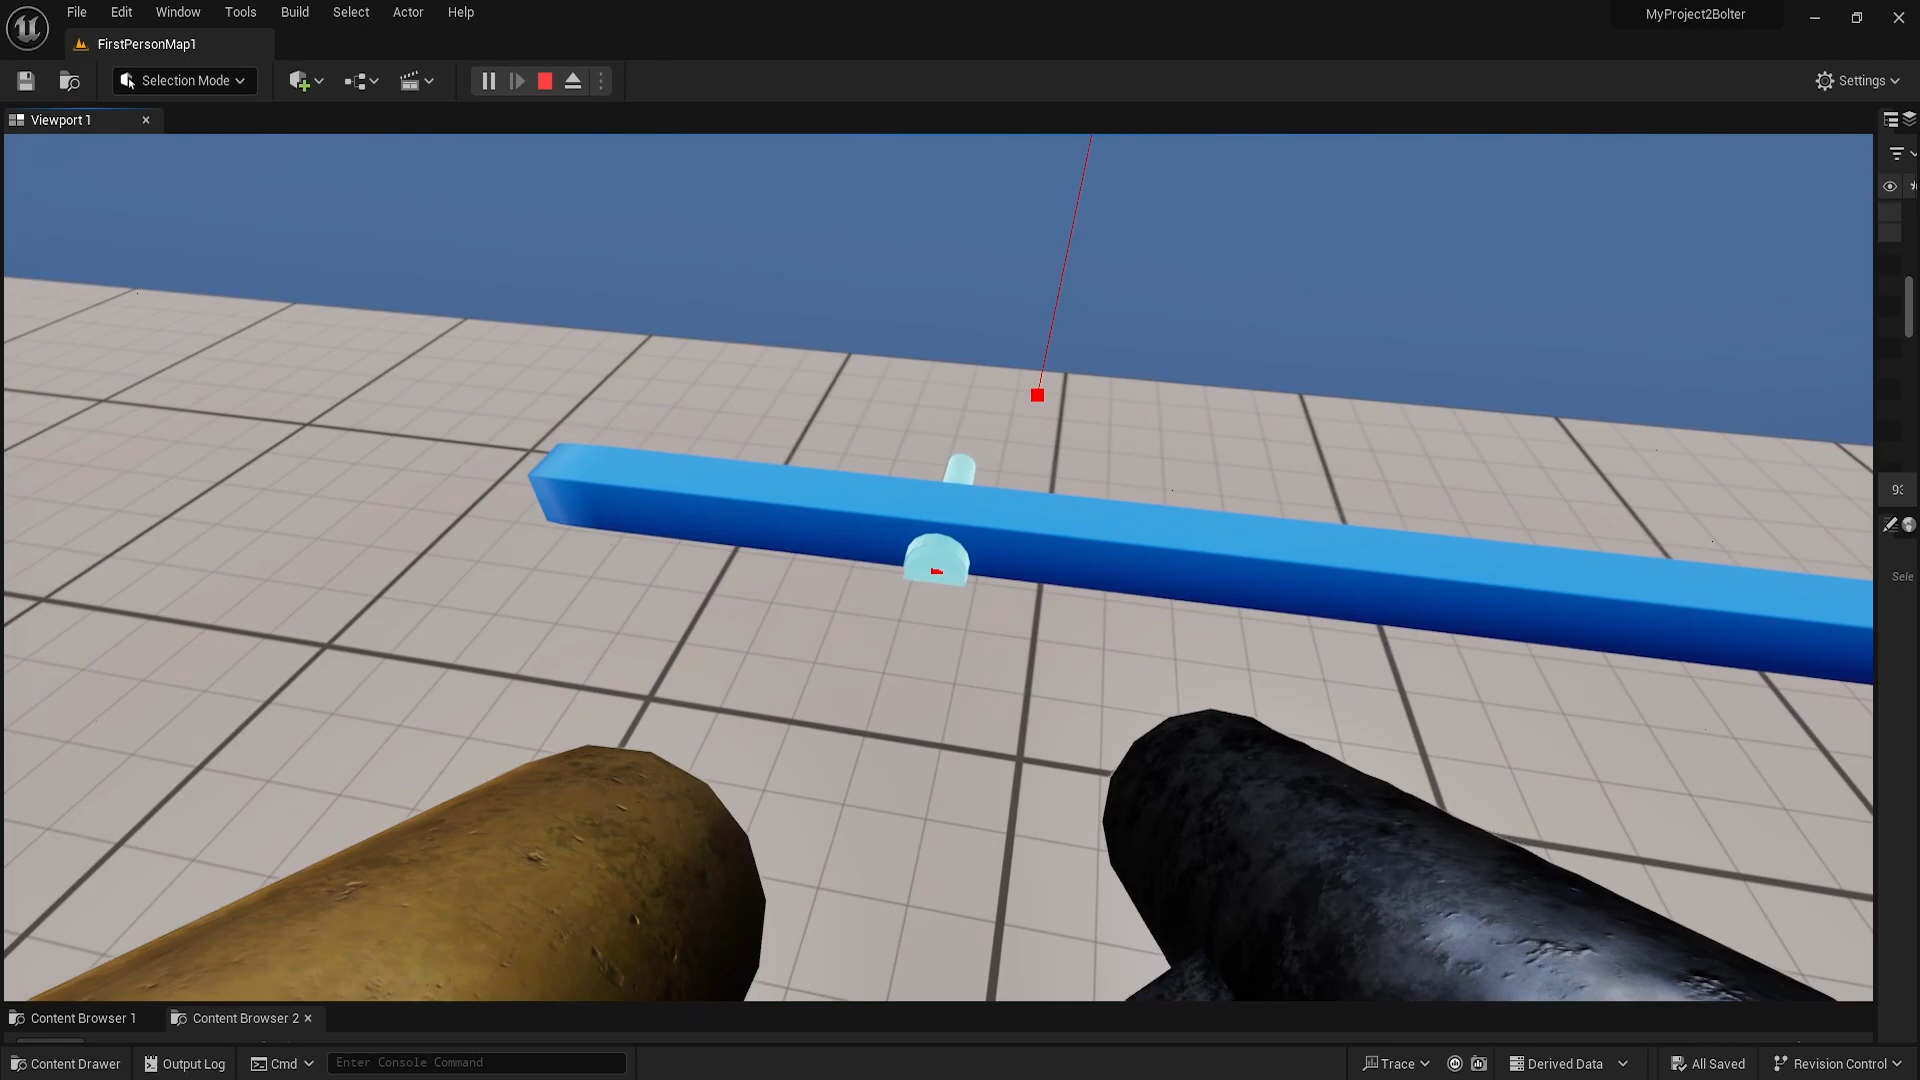 File Edit Window Tools Build Select Actor Help
MyProject2Bolter
FirstPersonMap1
Selection Mode
Settings
Viewport 1
Sele
Content Browser 1
Content Browser 2
Content Drawer
Output Log
Cmd
Enter Console Command
Trace
Derived Data
All Saved
Revision Control